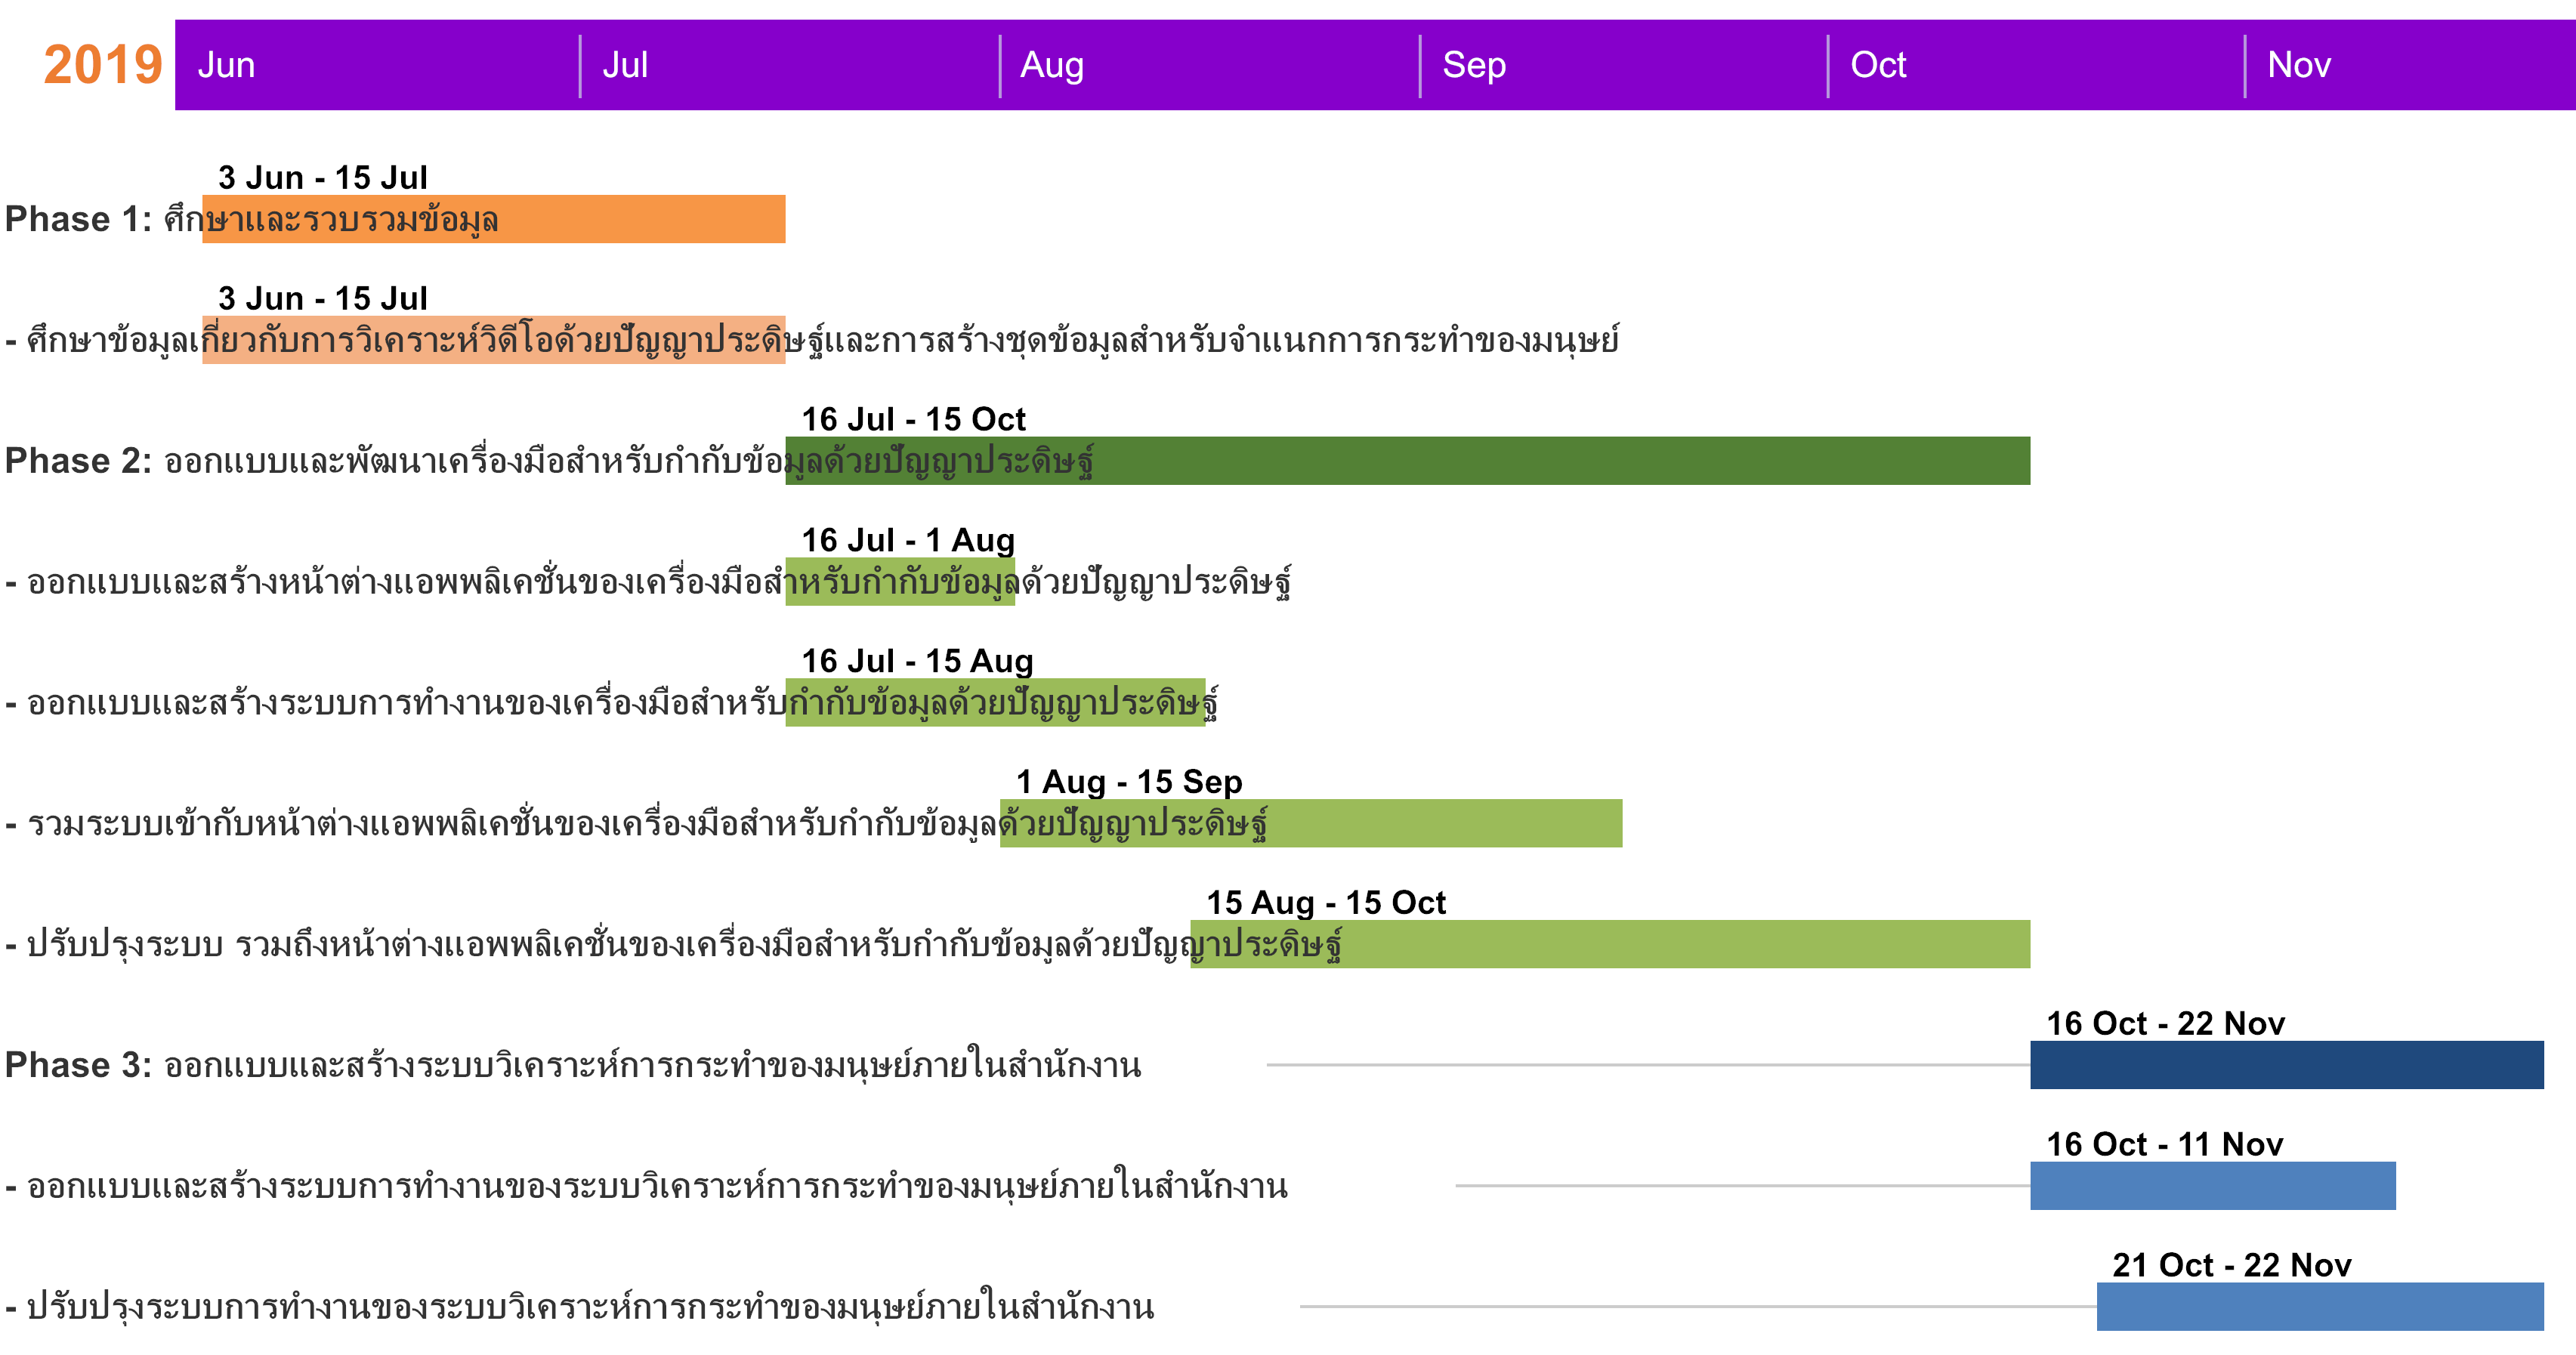 2019 Jun Jul Aug Sep Oct Nov
3 Jun - 15 Jul
Phase 1: ศึกษาและรวบรวมข้อมูล
3 Jun - 15 Jul
- ศึกษาข้อมูลเกี่ยวกับการวิเคราะห์วิดีโอด้วยปัญญาประดิษฐ์และการสร้างชุดข้อมูลสำหรับจำแนกการกระทำของมนุษย์
16 Jul - 15 Oct
Phase 2: ออกแบบและพัฒนาเครื่องมือสำหรับกำกับข้อมูลด้วยปัญญาประดิษฐ์
16 Jul - 1 Aug
- ออกแบบและสร้างหน้าต่างแอพพลิเคชั่นของเครื่องมือสำหรับกำกับข้อมูลด้วยปัญญาประดิษฐ์
16 Jul - 15 Aug
- ออกแบบและสร้างระบบการทำงานของเครื่องมือสำหรับกำกับข้อมูลด้วยปัญญาประดิษฐ์
1 Aug - 15 Sep
- รวมระบบเข้ากับหน้าต่างแอพพลิเคชั่นของเครื่องมือสำหรับกำกับข้อมูลด้วยปัญญาประดิษฐ์
15 Aug - 15 Oct
- ปรับปรุงระบบ รวมถึงหน้าต่างแอพพลิเคชั่นของเครื่องมือสำหรับกำกับข้อมูลด้วยปัญญาประดิษฐ์
16 Oct - 22 Nov
Phase 3: ออกแบบและสร้างระบบวิเคราะห์การกระทำของมนุษย์ภายในสำนักงาน
16 Oct - 11 Nov
- ออกแบบและสร้างระบบการทำงานของระบบวิเคราะห์การกระทำของมนุษย์ภายในสำนักงาน
21 Oct - 22 Nov
- ปรับปรุงระบบการทำงานของระบบวิเคราะห์การกระทำของมนุษย์ภายในสำนักงาน